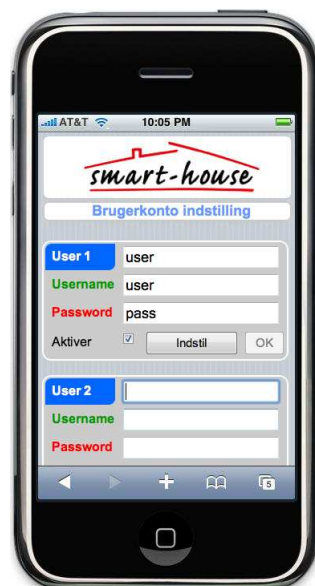 AT&T 10:05 PM
smart-house
Brugerkonto indstilling
User 1 user
Username user
Password pass
Aktiver Indstil OK
User 2
Username
Password
5